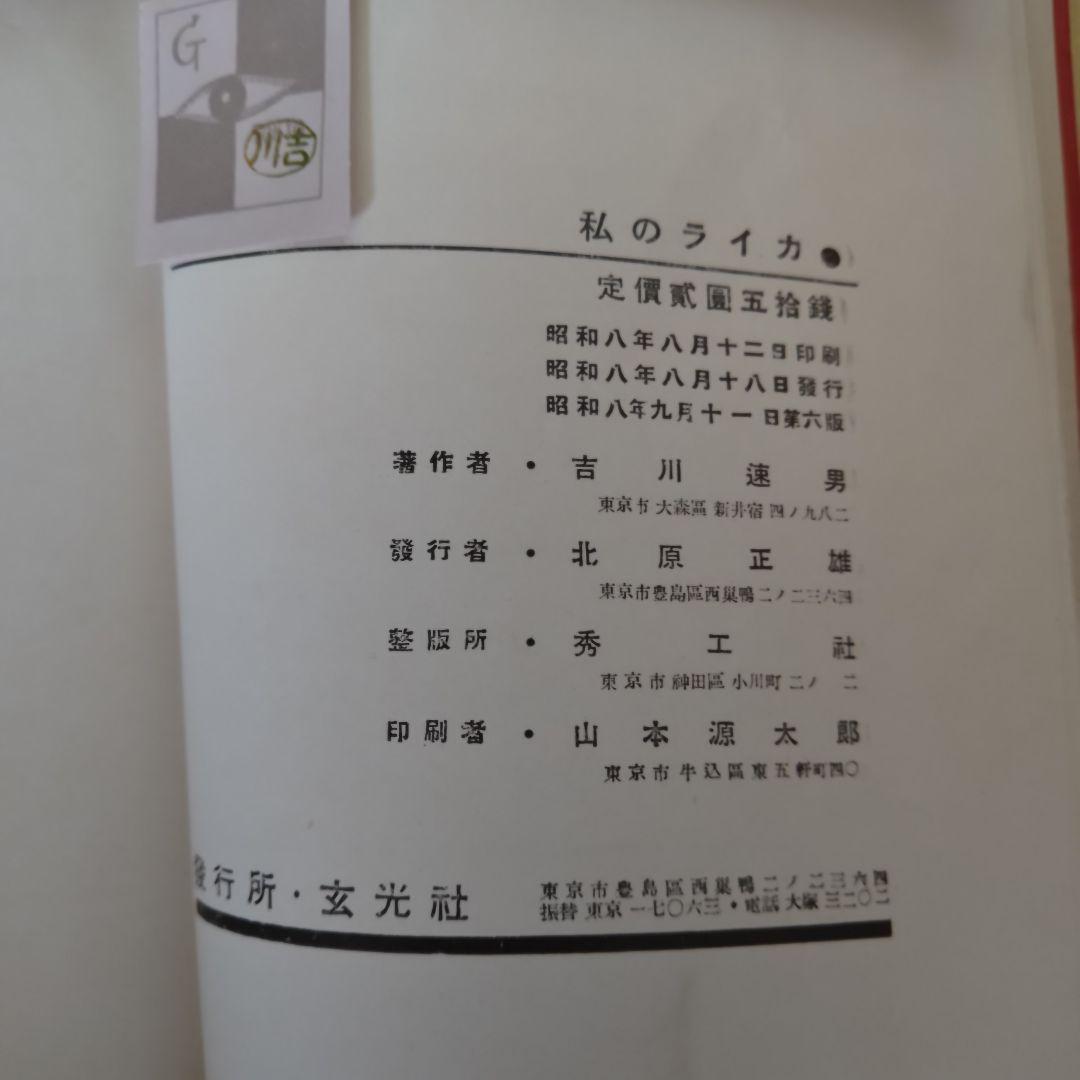 G
吉川
私のライカ●
定價貳圓五拾錢
昭和八年八月十二日印刷
昭和八年八月十八日發行
昭和八年九月十一日第六版
著作者・吉川速男
東京市大森區新井宿四ノ九八二
發行者・北原正雄
東京市豊島區西巢鴨二ノ二三六四
整版所・秀工社
東京市神田區小川町二ノ二
印刷者・山本源太郎
東京市牛込區東五軒町四〇
發行所・玄光社
東京市豊島區西巢鴨二ノ二三六四
振替東京一七〇六三・電話大塚三二〇二